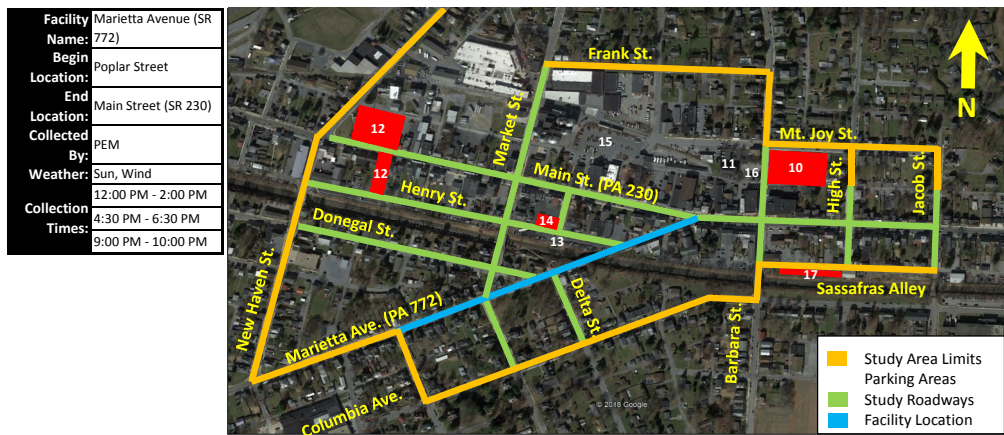 Facility Name: Marietta Avenue (SR 772)
Begin Location: Poplar Street
End Location: Main Street (SR 230)
Collected By: PEM
Weather: Sun, Wind
Collection Times: 12:00 PM - 2:00 PM
4:30 PM - 6:30 PM
9:00 PM - 10:00 PM
Frank St.
N
Market St.
12
15
Mt. Joy St.
11
16
10
High St.
Jacob St.
12
Main St. (PA 230)
Henry St.
14
13
Donegal St.
17
Sassafras Alley
New Haven St.
Delta St.
Marietta Ave. (PA 772)
Barbara St.
Columbia Ave.
© 2018 Google
Study Area Limits
Parking Areas
Study Roadways
Facility Location